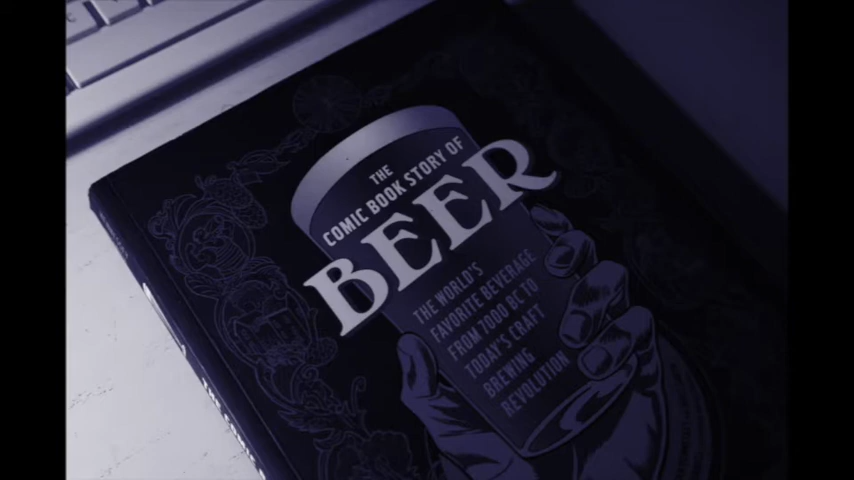 THE
COMIC BOOK STORY OF
BEER
THE WORLD'S
FAVORITE BEVERAGE
FROM 7000 BC TO
TODAY'S CRAFT
BREWING
REVOLUTION